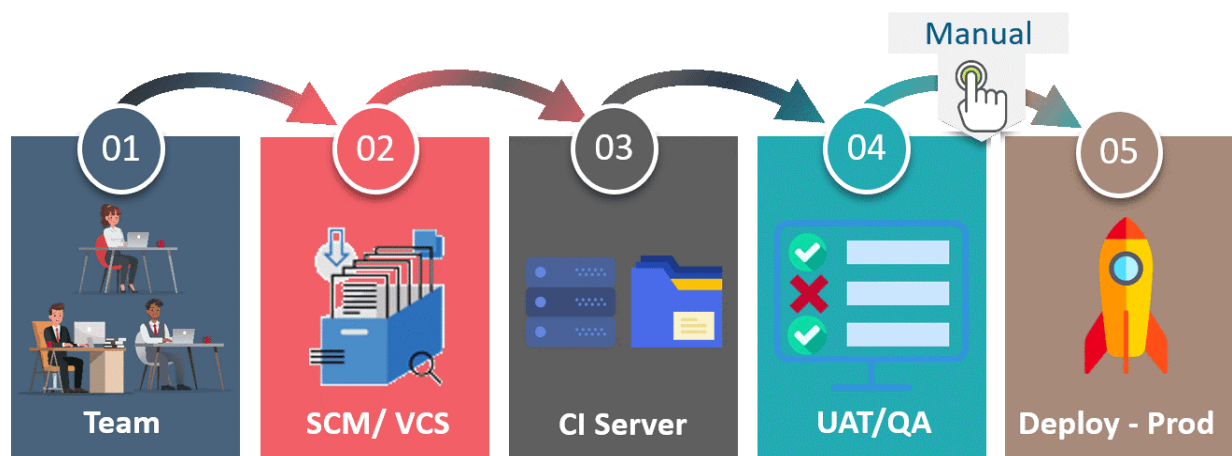 Manual
01
02
03
04
05
Team
SCM/ VCS
CI Server
UAT/QA
Deploy - Prod